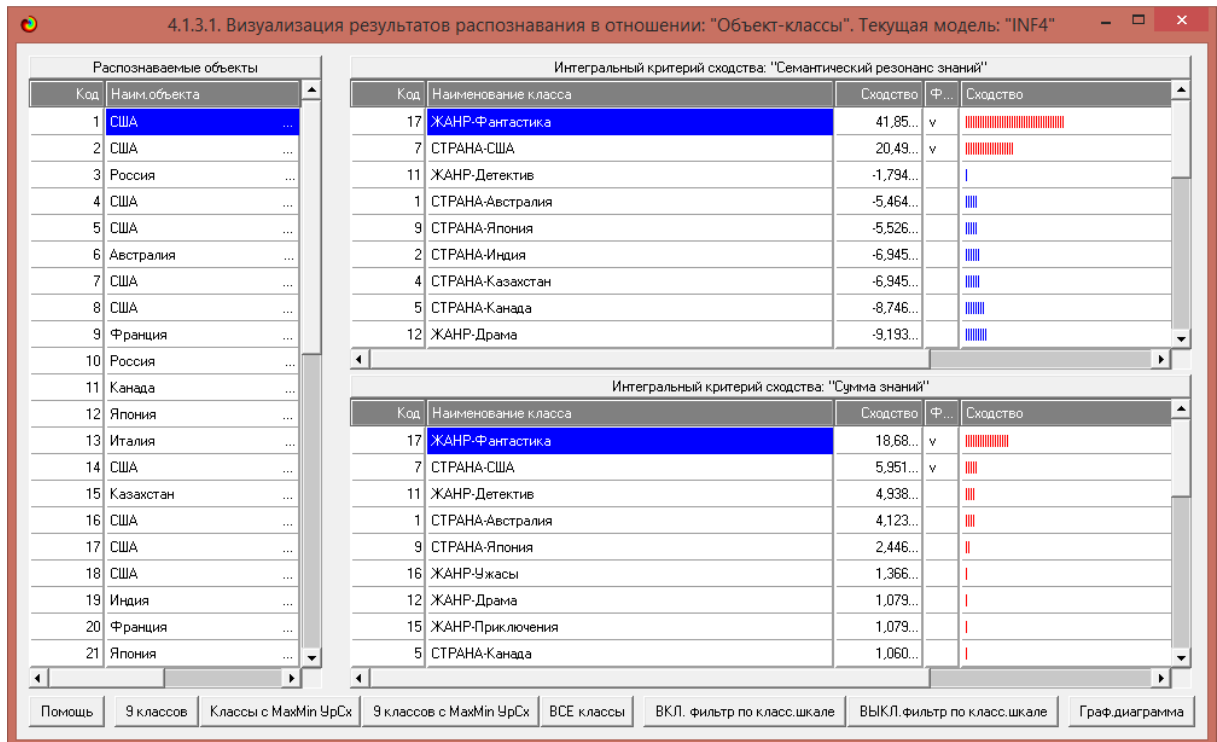 4.1.3.1. Визуализация результатов распознавания в отношении: "Объект-классы". Текущая модель: "INF4"
Распознаваемые объекты
Код Наим.объекта
1 США ...
2 США ...
3 Россия ...
4 США ...
5 США ...
6 Австралия ...
7 США ...
8 США ...
9 Франция ...
10 Россия ...
11 Канада ...
12 Япония ...
13 Италия ...
14 США ...
15 Казахстан ...
16 США ...
17 США ...
18 США ...
19 Индия ...
20 Франция ...
21 Япония ...
Интегральный критерий сходства: "Семантический резонанс знаний"
Код Наименование класса Сходство Ф... Сходство
17 ЖАНР-Фантастика 41,85... v
7 СТРАНА-США 20,49... v
11 ЖАНР-Детектив -1,794...
1 СТРАНА-Австралия -5,464...
9 СТРАНА-Япония -5,526...
2 СТРАНА-Индия -6,945...
4 СТРАНА-Казахстан -6,945...
5 СТРАНА-Канада -8,746...
12 ЖАНР-Драма -9,193...
Интегральный критерий сходства: "Сумма знаний"
Код Наименование класса Сходство Ф... Сходство
17 ЖАНР-Фантастика 18,68... v
7 СТРАНА-США 5,951... v
11 ЖАНР-Детектив 4,938...
1 СТРАНА-Австралия 4,123...
9 СТРАНА-Япония 2,446...
16 ЖАНР-Ужасы 1,366...
12 ЖАНР-Драма 1,079...
15 ЖАНР-Приключения 1,079...
5 СТРАНА-Канада 1,060...
Помощь 9 классов Классы с MaxMin УрСх 9 классов с MaxMin УрСх ВСЕ классы ВКЛ. фильтр по класс.шкале ВЫКЛ.фильтр по класс.шкале Граф.диаграмма